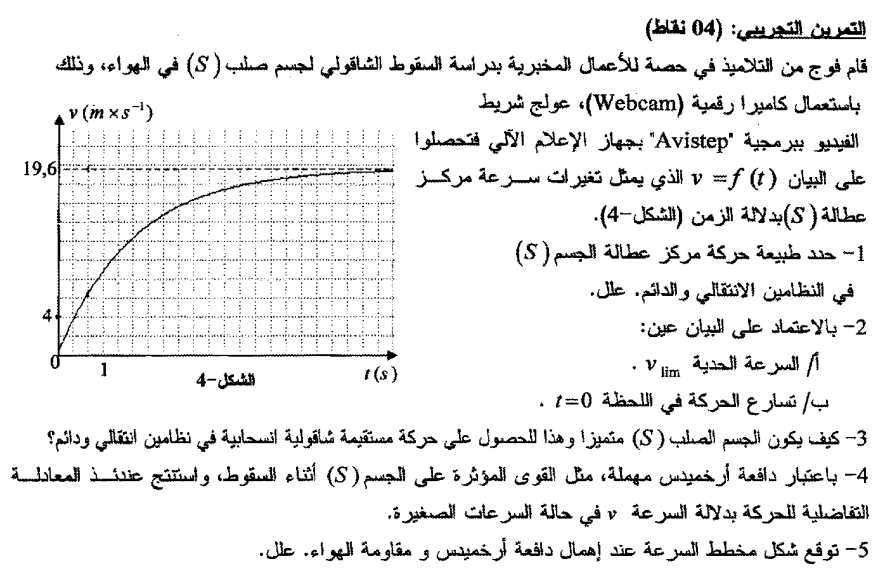 التمرين التجريبي: (04 نقاط)
قام فوج من التلاميذ في حصة للأعمال المخبرية بدراسة السقوط الشاقولي لجسم صلب (S) في الهواء، وذلك
باستعمال كاميرا رقمية (Webcam)، عولج شريط
الفيديو ببرمجية "Avistep" بجهاز الإعلام الآلي فتحصلوا
على البيان v = f (t) الذي يمثل تغيرات سـرعة مركـز
عطالة (S) بدلالة الزمن (الشكل-4).
1- حدد طبيعة حركة مركز عطالة الجسم (S)
في النظامين الانتقالي والدائم. علل.
2- بالاعتماد على البيان عين:
أ/ السرعة الحدية v lim .
ب/ تسارع الحركة في اللحظة t=0 .
v (m × s⁻¹)
19,6
4
0
1
t (s)
الشكل-4
3- كيف يكون الجسم الصلب (S) متميزا وهذا للحصول على حركة مستقيمة شاقولية انسحابية في نظامين انتقالي ودائم؟
4- باعتبار دافعة أرخميدس مهملة، مثل القوى المؤثرة على الجسم (S) أثناء السقوط، واستنتج عندئـذ المعادلـة
التفاضلية للحركة بدلالة السرعة v في حالة السرعات الصغيرة.
5- توقع شكل مخطط السرعة عند إهمال دافعة أرخميدس و مقاومة الهواء. علل.